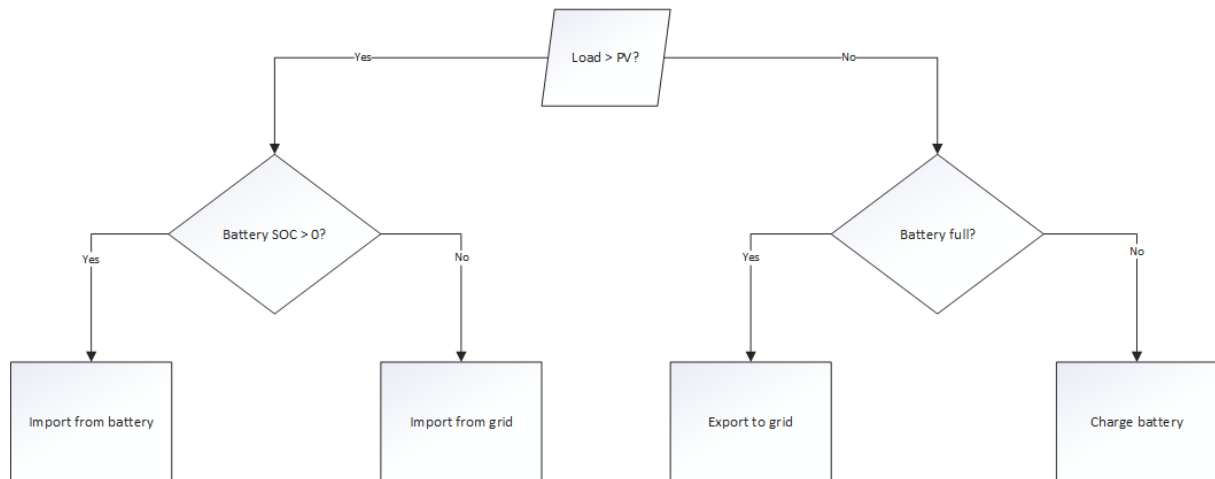 Load > PV?
Yes
No
Battery SOC > 0?
Battery full?
Yes
No
Yes
No
Import from battery
Import from grid
Export to grid
Charge battery